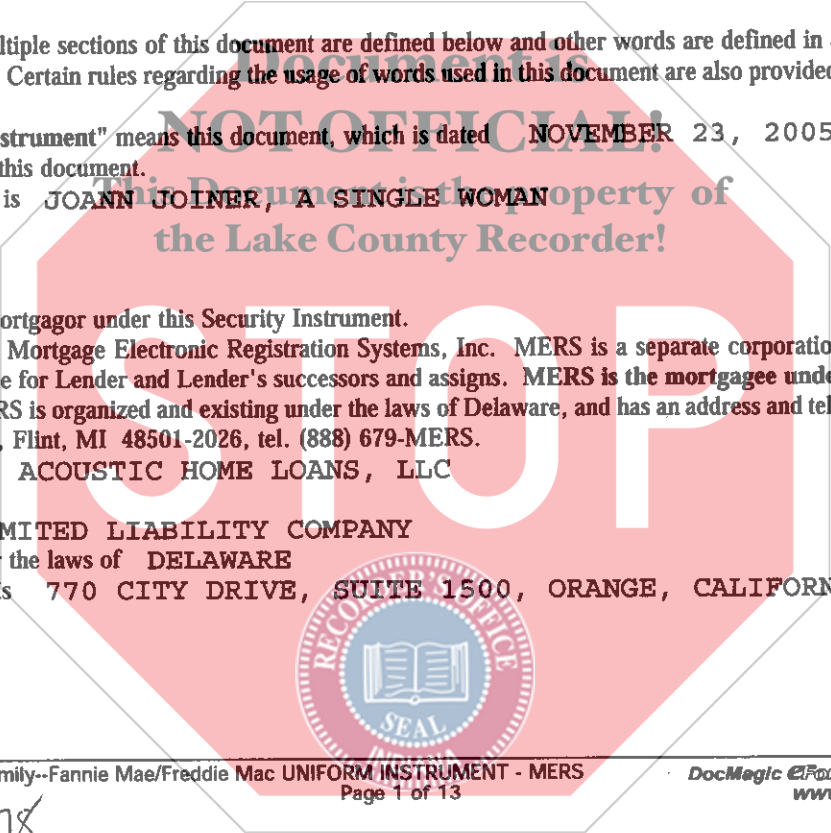 ltiple sections of this document are defined below and other words are defined in
Certain rules regarding the usage of words used in this document are also provided
Document is
NOT OFFICIAL!
This Document is the property of
the Lake County Recorder!
strument" means this document, which is dated NOVEMBER 23, 2005
this document.
is JOANN JOINER, A SINGLE WOMAN
ortgagor under this Security Instrument.
Mortgage Electronic Registration Systems, Inc. MERS is a separate corporatio
e for Lender and Lender's successors and assigns. MERS is the mortgagee unde
RS is organized and existing under the laws of Delaware, and has an address and tel
, Flint, MI 48501-2026, tel. (888) 679-MERS.
STOP
ACOUSTIC HOME LOANS, LLC
MITED LIABILITY COMPANY
the laws of DELAWARE
is 770 CITY DRIVE, SUITE 1500, ORANGE, CALIFORN
RECORDER'S OFFICE
SEAL
INDIANA
mily--Fannie Mae/Freddie Mac UNIFORM INSTRUMENT - MERS
Page 1 of 13
DocMagic eFor
www